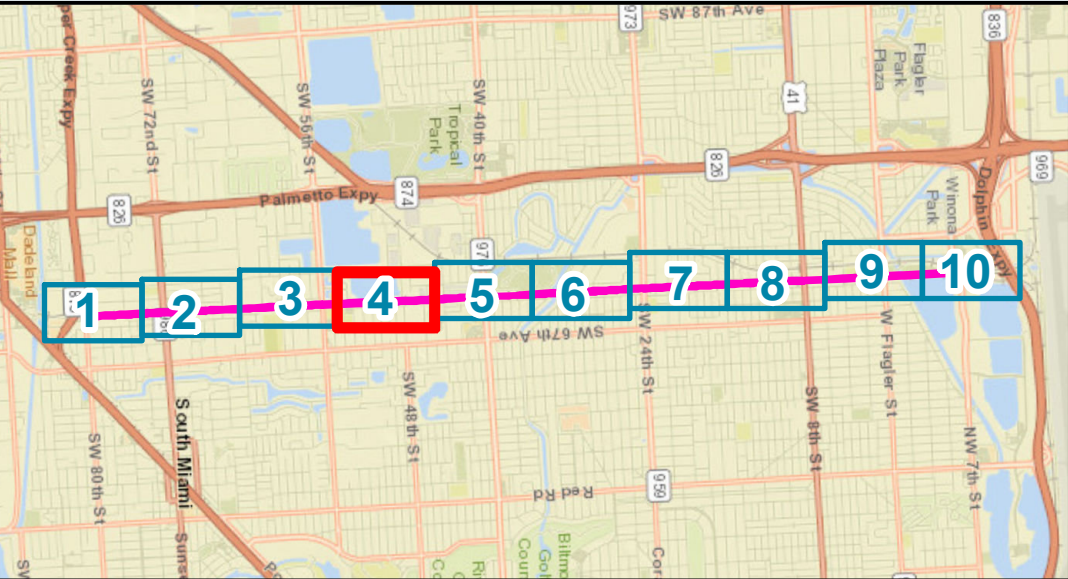 SW 87th Ave
973
836
per Creek Expy
SW 72nd St
SW 56th St
SW 40th St
Tropical
Park
41
Flagler
Park
Plaza
826
874
Palmetto Expy
826
969
Dolphin
Expy
Winona
Park
Dadeland
Mall
1
2
3
4
5
6
7
8
9
10
SW 67th Ave
SW 24th St
W Flagler St
SW 48th St
SW 8th St
South Miami
SW 80th St
NW 7th St
Red Rd
959
Sunse
Cor